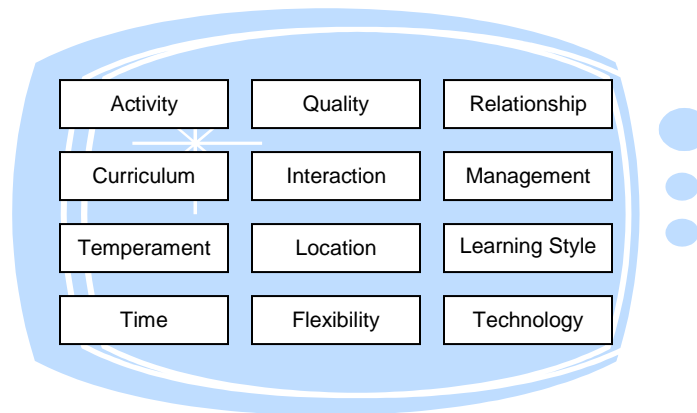 Activity
Quality
Relationship
Curriculum
Interaction
Management
Temperament
Location
Learning Style
Time
Flexibility
Technology